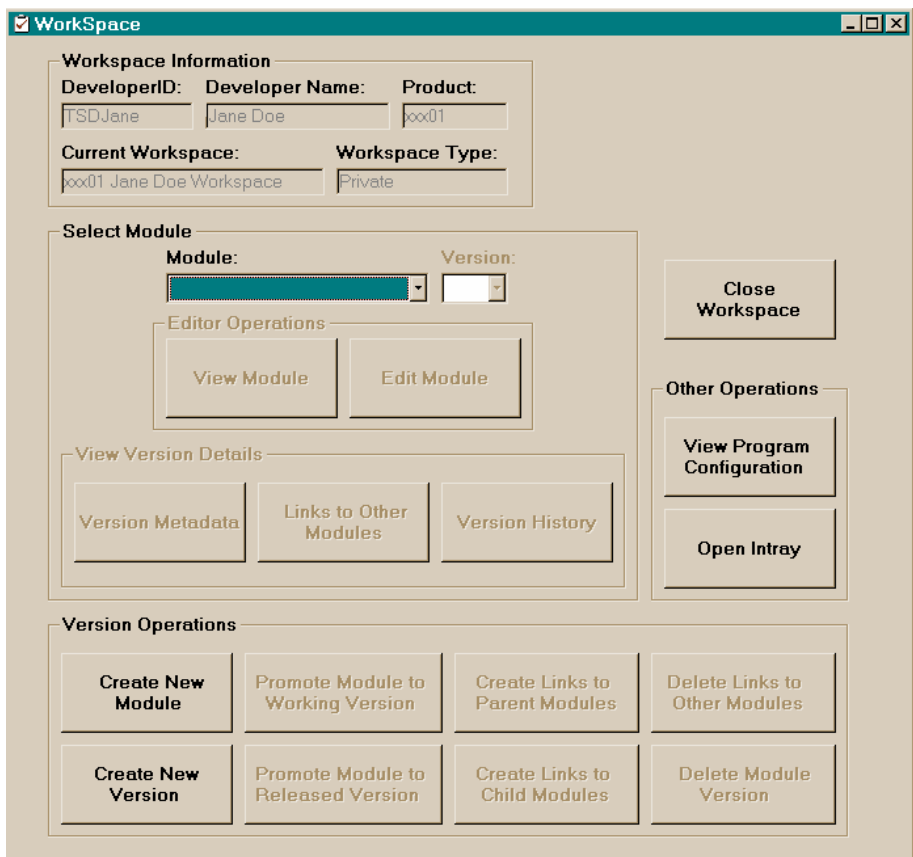 WorkSpace
Workspace Information
DeveloperID: Developer Name: Product:
TSDJane Jane Doe xxx01
Current Workspace: Workspace Type:
xxx01 Jane Doe Workspace Private
Select Module
Module: Version:
Editor Operations
View Module Edit Module
View Version Details
Version Metadata
Links to Other
Modules
Version History
Close
Workspace
Other Operations
View Program
Configuration
Open Intray
Version Operations
Create New
Module
Promote Module to
Working Version
Create Links to
Parent Modules
Delete Links to
Other Modules
Create New
Version
Promote Module to
Released Version
Create Links to
Child Modules
Delete Module
Version